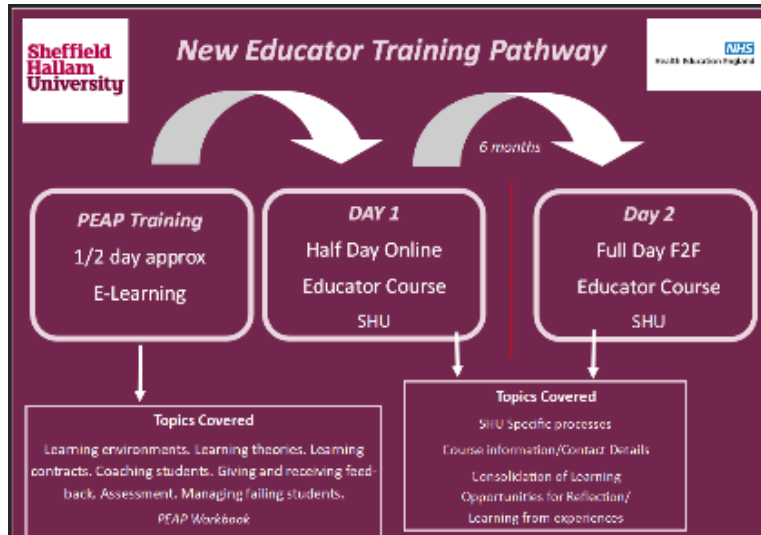 Sheffield
Hallam
University
New Educator Training Pathway
NHS
Health Education England
6 months
PEAP Training
1/2 day approx
E-Learning
DAY 1
Half Day Online
Educator Course
SHU
Day 2
Full Day F2F
Educator Course
SHU
Topics Covered
Learning environments. Learning theories. Learning
contracts. Coaching students. Giving and receiving feed-
back. Assessment. Managing failing students.
PEAP Workbook
Topics Covered
SHU Specific processes
Course information/Contact Details
Consolidation of Learning
Opportunities for Reflection/
Learning from experiences